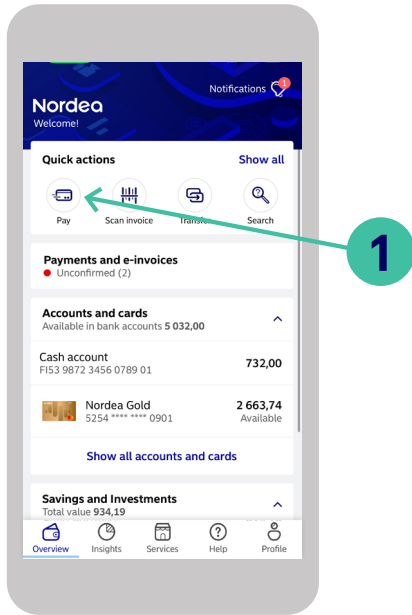 Notifications 1
Nordea
Welcome!
Quick actions Show all
Pay Scan invoice Transfer Search
1
Payments and e-invoices
Unconfirmed (2)
Accounts and cards
Available in bank accounts 5 032,00
Cash account
732,00
FI53 9872 3456 0789 01
Nordea Gold 2 663,74
5254 **** **** 0901 Available
Show all accounts and cards
Savings and Investments
Total value 934,19
Overview Insights Services Help Profile